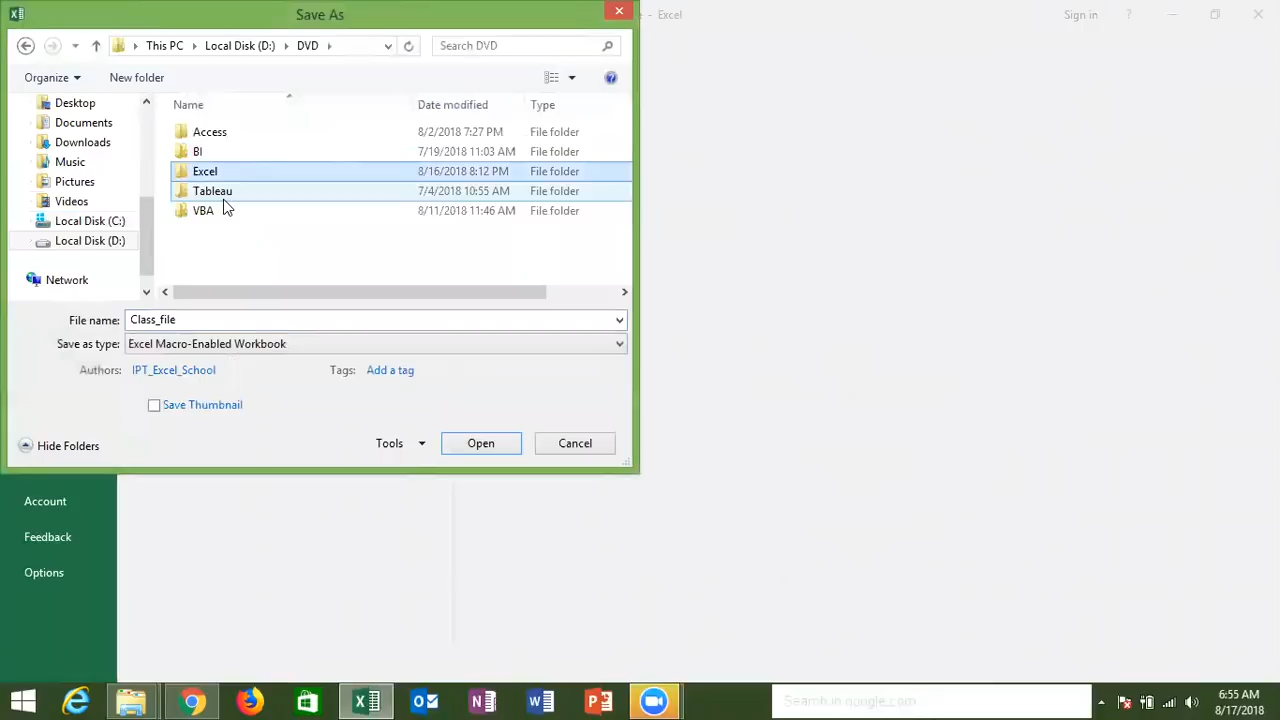 Save As
- Excel
Sign in
?
This PC
Local Disk (D:)
DVD
Search DVD
Organize
New folder
Name
Date modified
Type
Desktop
Documents
Downloads
Music
Pictures
Videos
Local Disk (C:)
Local Disk (D:)
Network
Access 8/2/2018 7:27 PM File folder
BI 7/19/2018 11:03 AM File folder
Excel 8/16/2018 8:12 PM File folder
Tableau 7/4/2018 10:55 AM File folder
VBA 8/11/2018 11:46 AM File folder
File name: Class_file
Save as type: Excel Macro-Enabled Workbook
Authors: IPT_Excel_School
Tags: Add a tag
Save Thumbnail
Hide Folders
Tools
Open
Cancel
Account
Feedback
Options
Search in google.com
6:55 AM
8/17/2018